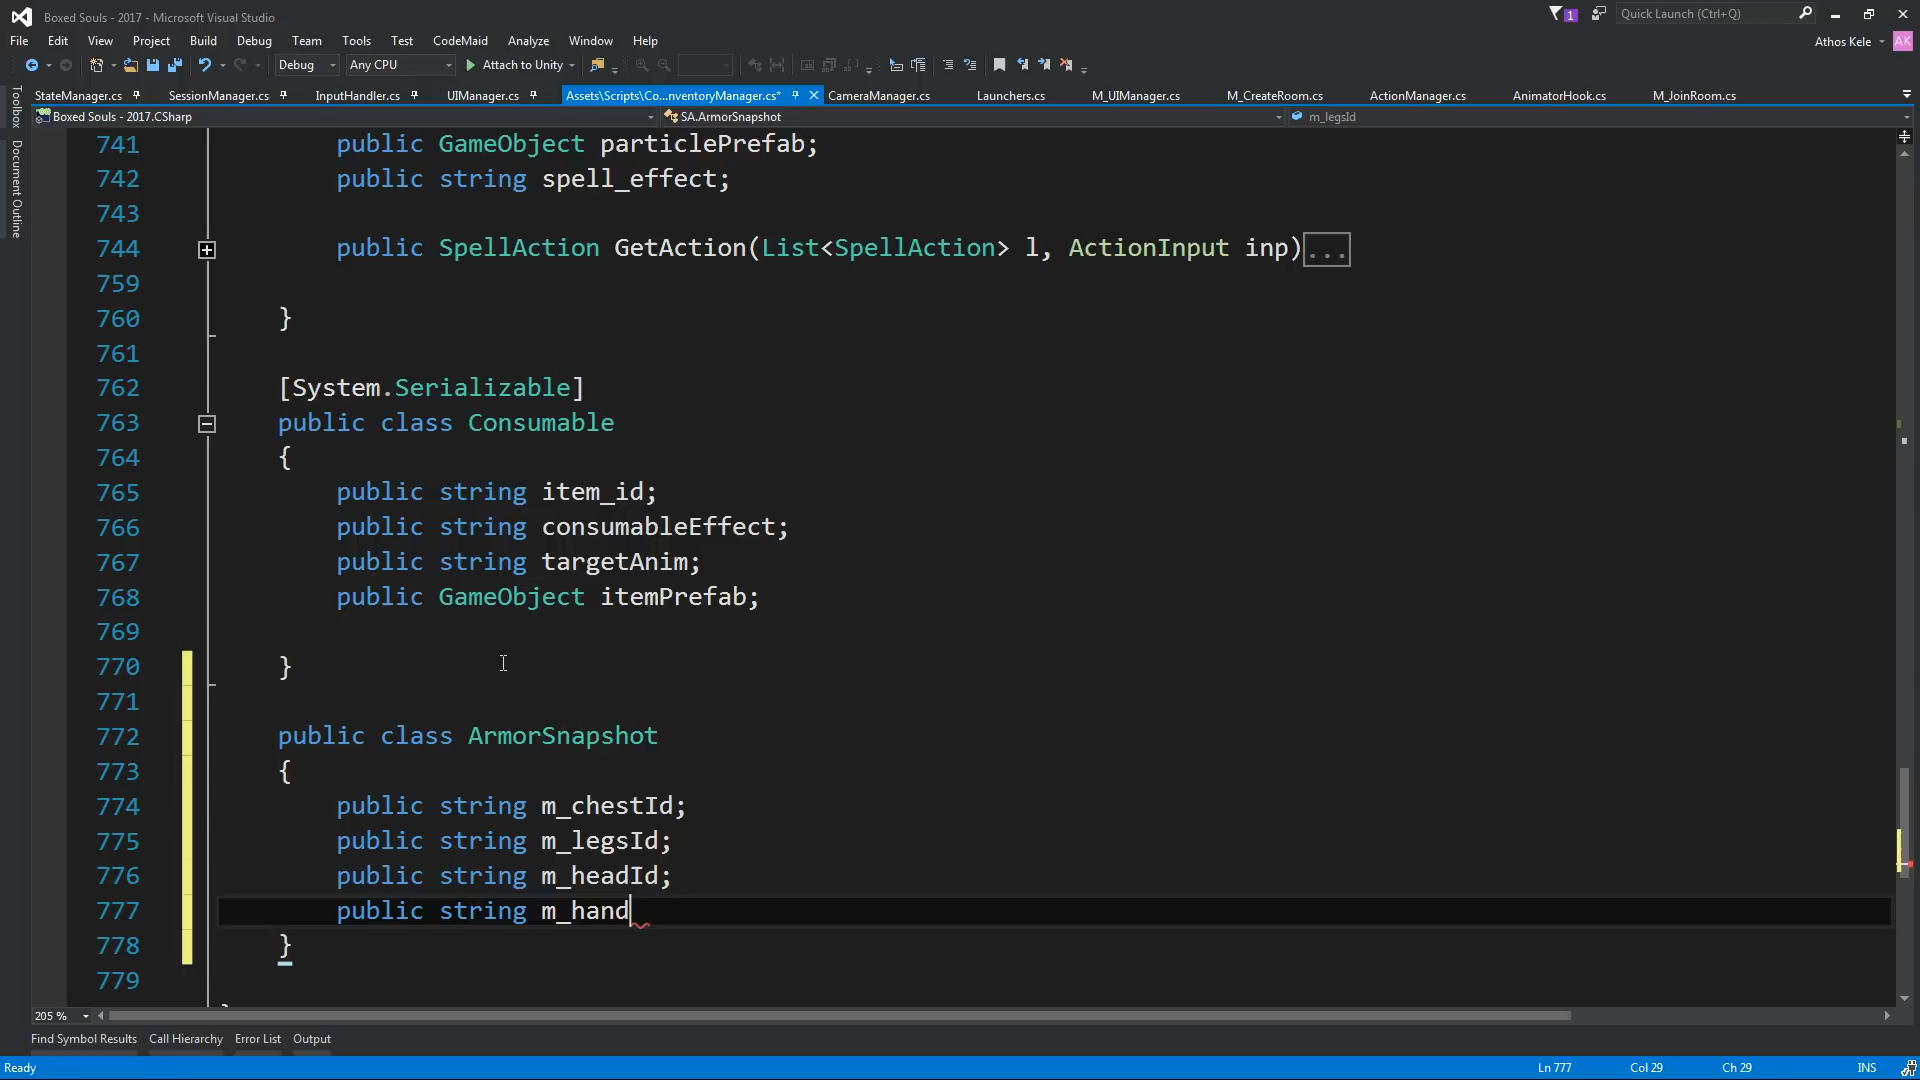 Boxed Souls - 2017 - Microsoft Visual Studio
1
Quick Launch (Ctrl+Q)
File Edit View Project Build Debug Team Tools Test CodeMaid Analyze Window Help
Athos Kele AK
Debug Any CPU Attach to Unity
StateManager.cs SessionManager.cs InputHandler.cs UIManager.cs Assets\Scripts\Co...nventoryManager.cs* CameraManager.cs Launchers.cs M_UIManager.cs M_CreateRoom.cs ActionManager.cs AnimatorHook.cs M_JoinRoom.cs
Boxed Souls - 2017.CSharp SA.ArmorSnapshot m_legsId
Toolbox
Document Outline
741 public GameObject particlePrefab;
742 public string spell_effect;
743
744 public SpellAction GetAction(List<SpellAction> l, ActionInput inp)...
759
760 }
761
762 [System.Serializable]
763 public class Consumable
764 {
765 public string item_id;
766 public string consumableEffect;
767 public string targetAnim;
768 public GameObject itemPrefab;
769
770 }
771
772 public class ArmorSnapshot
773 {
774 public string m_chestId;
775 public string m_legsId;
776 public string m_headId;
777 public string m_hand
778 }
779
205 %
Find Symbol Results Call Hierarchy Error List Output
Ready Ln 777 Col 29 Ch 29 INS